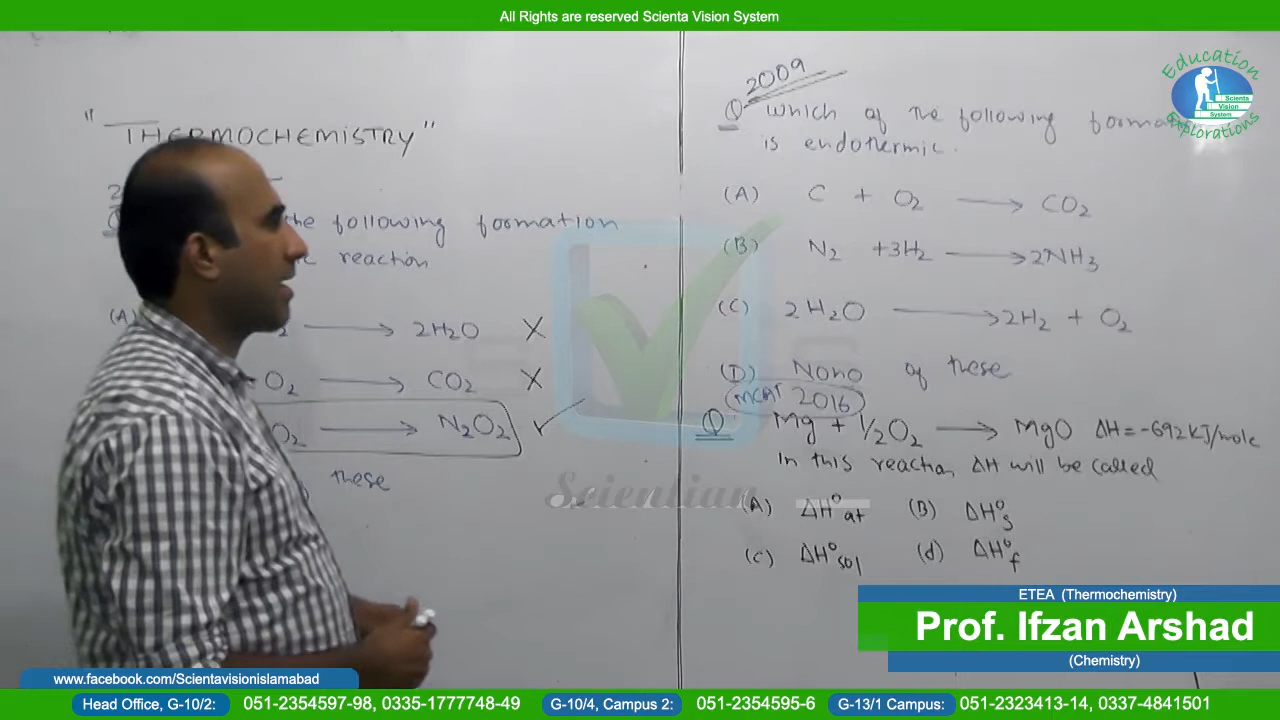 All Rights are reserved Scienta Vision System
Education
Scienta
Vision
System
Explorations
"THERMOCHEMISTRY"
the following formation
reaction
(A) → 2H₂O X
O₂ → CO₂ X
O₂ → N₂O₂ ✓
these
2009
Q Which of the following
is endothermic.
(A) C + O₂ → CO₂
(B) N₂ + 3H₂ → 2NH₃
(C) 2H₂O → 2H₂ + O₂
(D) None of these
MCAT 2016
Q Mg + 1/2O₂ → MgO ΔH = -692KJ/mole
In this reaction ΔH will be called
(A) ΔH°at (B) ΔH°s
(C) ΔH°sol (d) ΔH°f
Scientian
ETEA (Thermochemistry)
Prof. Ifzan Arshad
(Chemistry)
www.facebook.com/Scientavisionislamabad
Head Office, G-10/2: 051-2354597-98, 0335-1777748-49 G-10/4, Campus 2: 051-2354595-6 G-13/1 Campus: 051-2323413-14, 0337-4841501